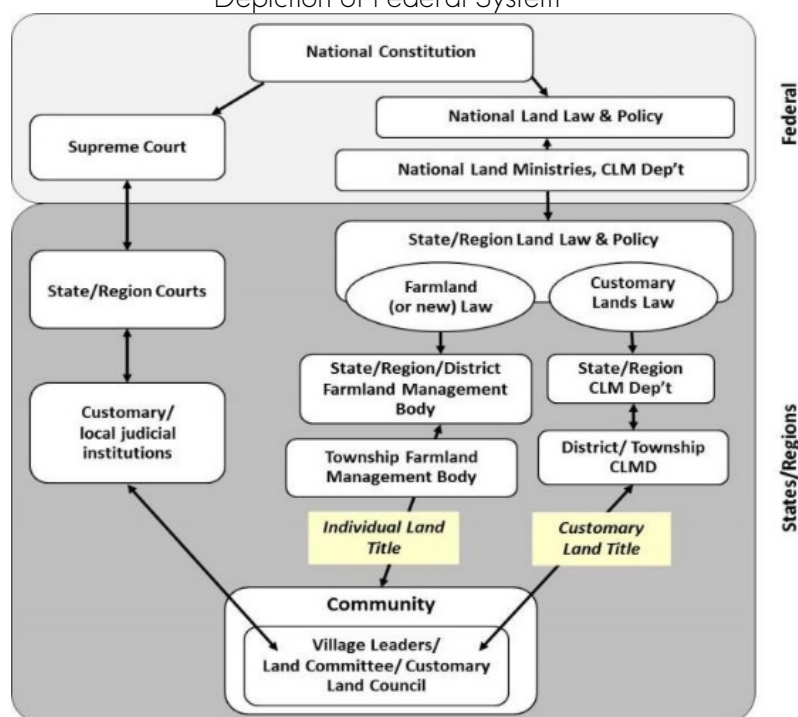 Depiction of Federal System
National Constitution
Supreme Court
National Land Law & Policy
National Land Ministries, CLM Dep't
Federal
State/Region Land Law & Policy
State/Region Courts
Farmland
(or new) Law
Customary
Lands Law
State/Region/District
Farmland Management
Body
State/Region
CLM Dep't
Customary/
local judicial
institutions
Township Farmland
Management Body
District/ Township
CLMD
States/Regions
Individual Land
Title
Customary
Land Title
Community
Village Leaders/
Land Committee/ Customary
Land Council